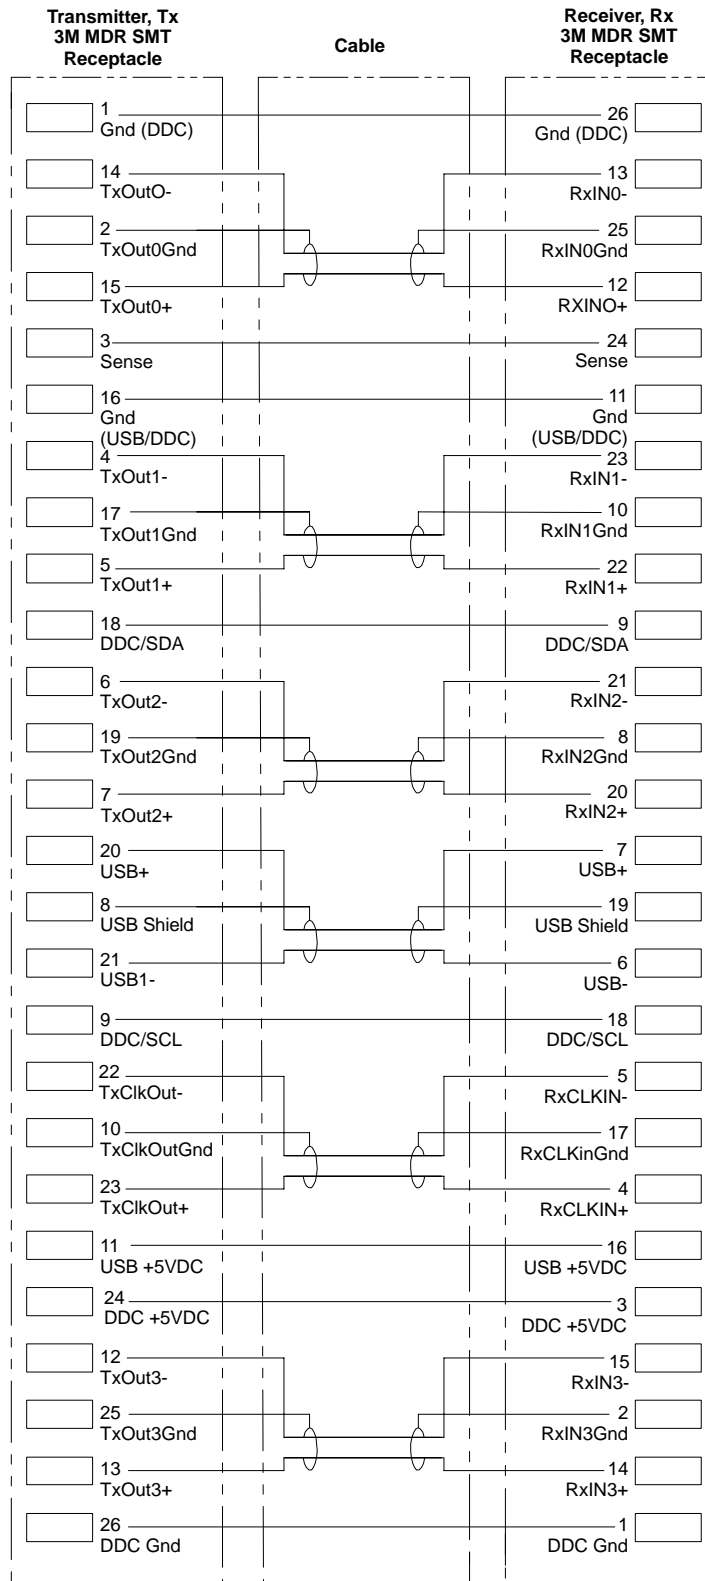 Transmitter, Tx
3M MDR SMT
Receptacle
Cable
Receiver, Rx
3M MDR SMT
Receptacle
1 26
Gnd (DDC) Gnd (DDC)
14 13
TxOutO- RxIN0-
2 25
TxOut0Gnd RxIN0Gnd
15 12
TxOut0+ RXINO+
3 24
Sense Sense
16 11
Gnd Gnd
(USB/DDC) (USB/DDC)
4 23
TxOut1- RxIN1-
17 10
TxOut1Gnd RxIN1Gnd
5 22
TxOut1+ RxIN1+
18 9
DDC/SDA DDC/SDA
6 21
TxOut2- RxIN2-
19 8
TxOut2Gnd RxIN2Gnd
7 20
TxOut2+ RxIN2+
20 7
USB+ USB+
8 19
USB Shield USB Shield
21 6
USB1- USB-
9 18
DDC/SCL DDC/SCL
22 5
TxClkOut- RxCLKIN-
10 17
TxClkOutGnd RxCLKinGnd
23 4
TxClkOut+ RxCLKIN+
11 16
USB +5VDC USB +5VDC
24 3
DDC +5VDC DDC +5VDC
12 15
TxOut3- RxIN3-
25 2
TxOut3Gnd RxIN3Gnd
13 14
TxOut3+ RxIN3+
26 1
DDC Gnd DDC Gnd